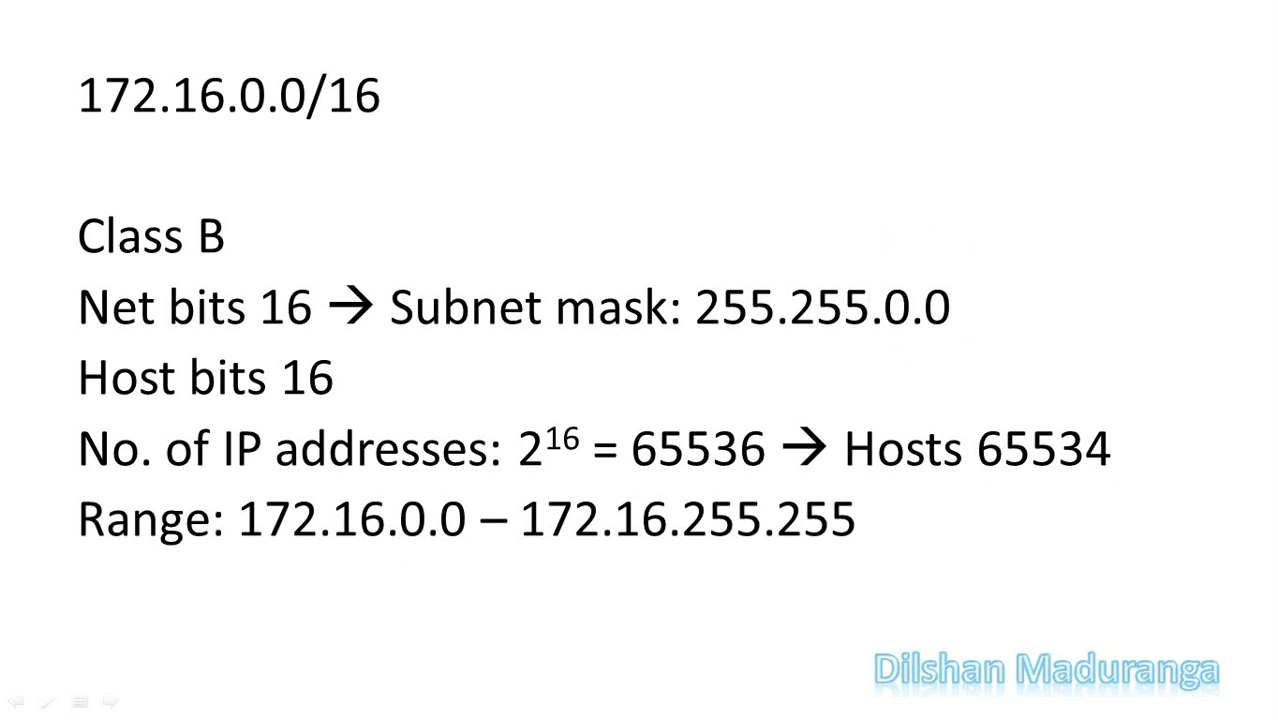 172.16.0.0/16
Class B
Net bits 16 → Subnet mask: 255.255.0.0
Host bits 16
No. of IP addresses: 2¹⁶ = 65536 → Hosts 65534
Range: 172.16.0.0 – 172.16.255.255
Dilshan Maduranga